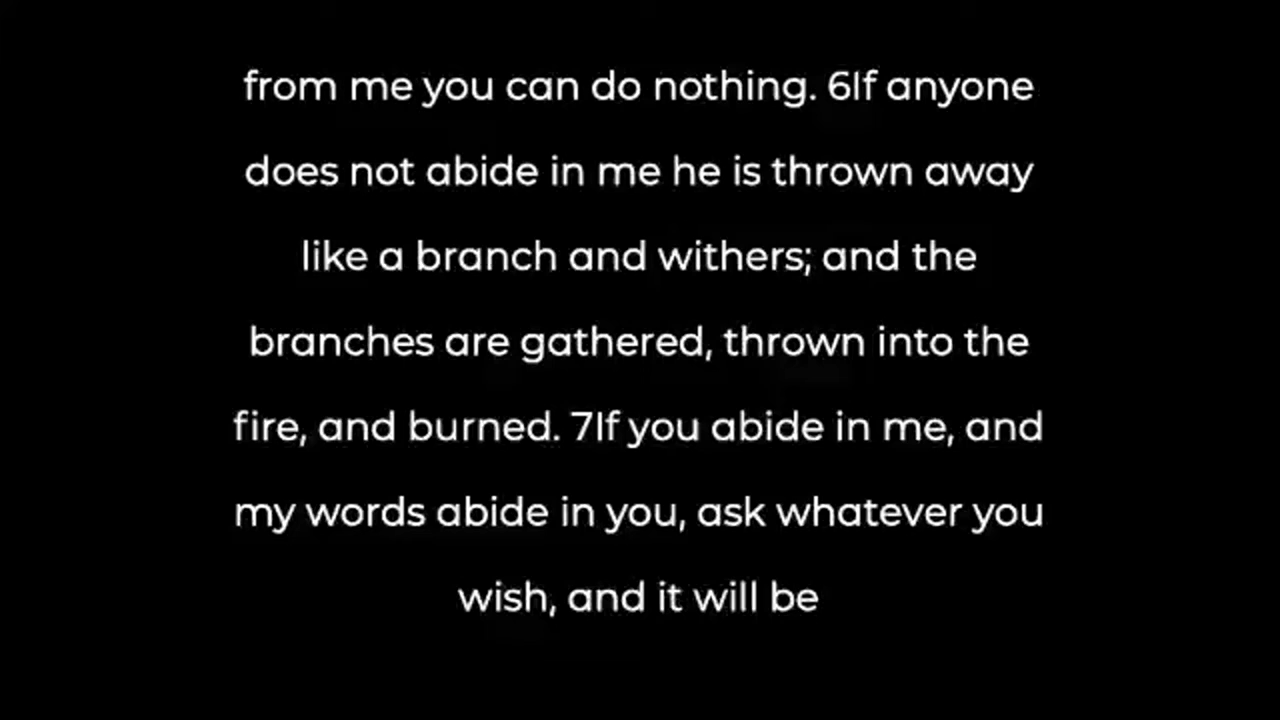 from me you can do nothing. 6If anyone
does not abide in me he is thrown away
like a branch and withers; and the
branches are gathered, thrown into the
fire, and burned. 7If you abide in me, and
my words abide in you, ask whatever you
wish, and it will be